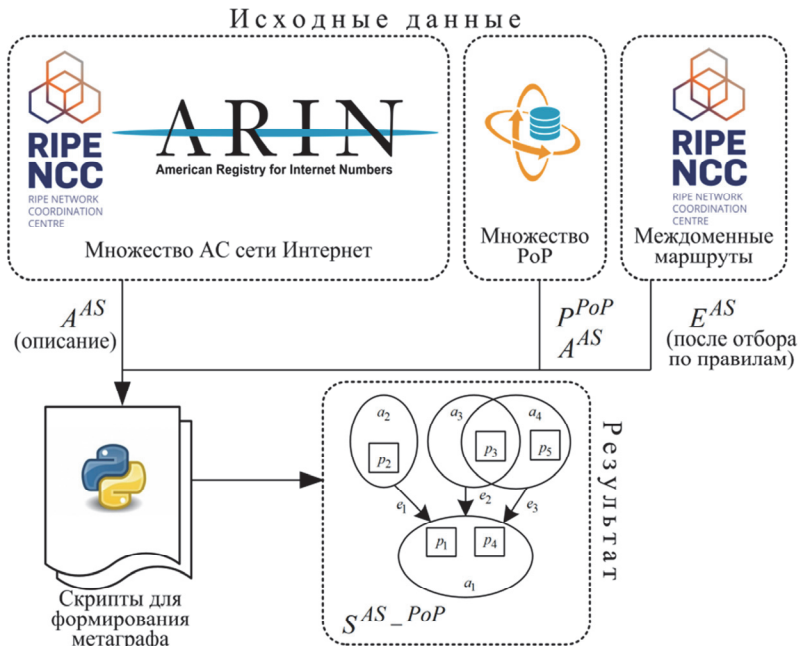 Исходные данные
RIPE
NCC
RIPE NETWORK
COORDINATION
CENTRE
ARIN
American Registry for Internet Numbers
Множество АС сети Интернет
Множество
PoP
RIPE
NCC
RIPE NETWORK
COORDINATION
CENTRE
Междоменные
маршруты
A^AS
(описание)
P^PoP
A^AS
E^AS
(после отбора
по правилам)
Скрипты для
формирования
метаграфа
a2
p2
a3
p3
a4
p5
e1
e2
e3
p1
p4
a1
S^AS_PoP
Результат